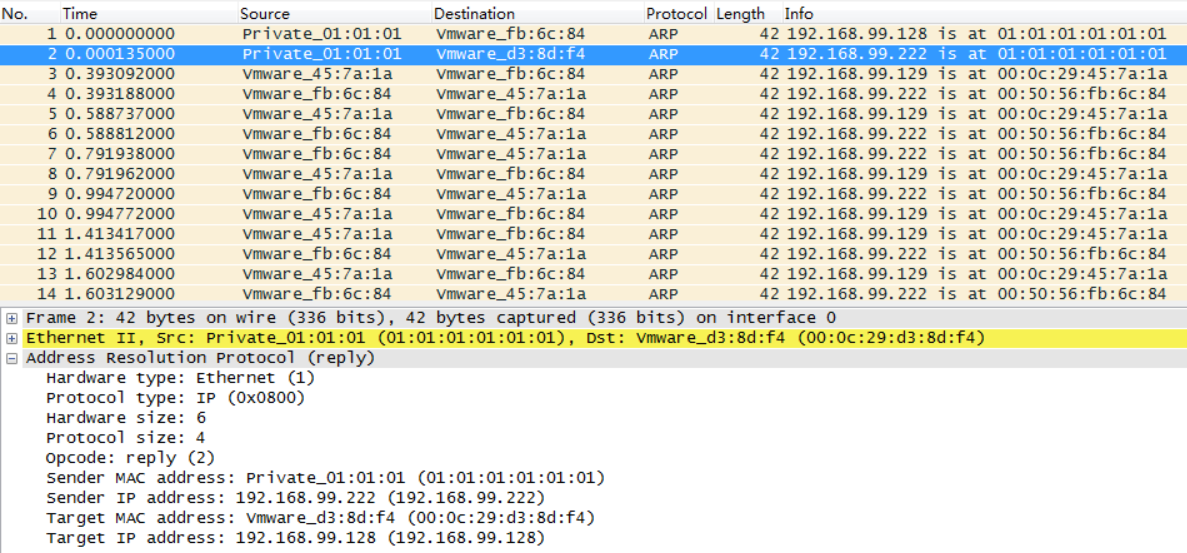 No. Time Source Destination Protocol Length Info
1 0.000000000 Private_01:01:01 Vmware_fb:6c:84 ARP 42 192.168.99.128 is at 01:01:01:01:01:01
2 0.000135000 Private_01:01:01 Vmware_d3:8d:f4 ARP 42 192.168.99.222 is at 01:01:01:01:01:01
3 0.393092000 Vmware_45:7a:1a Vmware_fb:6c:84 ARP 42 192.168.99.129 is at 00:0c:29:45:7a:1a
4 0.393188000 Vmware_fb:6c:84 Vmware_45:7a:1a ARP 42 192.168.99.222 is at 00:50:56:fb:6c:84
5 0.588737000 Vmware_45:7a:1a Vmware_fb:6c:84 ARP 42 192.168.99.129 is at 00:0c:29:45:7a:1a
6 0.588812000 Vmware_fb:6c:84 Vmware_45:7a:1a ARP 42 192.168.99.222 is at 00:50:56:fb:6c:84
7 0.791938000 Vmware_fb:6c:84 Vmware_45:7a:1a ARP 42 192.168.99.222 is at 00:50:56:fb:6c:84
8 0.791962000 Vmware_45:7a:1a Vmware_fb:6c:84 ARP 42 192.168.99.129 is at 00:0c:29:45:7a:1a
9 0.994720000 Vmware_fb:6c:84 Vmware_45:7a:1a ARP 42 192.168.99.222 is at 00:50:56:fb:6c:84
10 0.994772000 Vmware_45:7a:1a Vmware_fb:6c:84 ARP 42 192.168.99.129 is at 00:0c:29:45:7a:1a
11 1.413417000 Vmware_45:7a:1a Vmware_fb:6c:84 ARP 42 192.168.99.129 is at 00:0c:29:45:7a:1a
12 1.413565000 Vmware_fb:6c:84 Vmware_45:7a:1a ARP 42 192.168.99.222 is at 00:50:56:fb:6c:84
13 1.602984000 Vmware_45:7a:1a Vmware_fb:6c:84 ARP 42 192.168.99.129 is at 00:0c:29:45:7a:1a
14 1.603129000 Vmware_fb:6c:84 Vmware_45:7a:1a ARP 42 192.168.99.222 is at 00:50:56:fb:6c:84
Frame 2: 42 bytes on wire (336 bits), 42 bytes captured (336 bits) on interface 0
Ethernet II, Src: Private_01:01:01 (01:01:01:01:01:01), Dst: Vmware_d3:8d:f4 (00:0c:29:d3:8d:f4)
Address Resolution Protocol (reply)
Hardware type: Ethernet (1)
Protocol type: IP (0x0800)
Hardware size: 6
Protocol size: 4
Opcode: reply (2)
Sender MAC address: Private_01:01:01 (01:01:01:01:01:01)
Sender IP address: 192.168.99.222 (192.168.99.222)
Target MAC address: Vmware_d3:8d:f4 (00:0c:29:d3:8d:f4)
Target IP address: 192.168.99.128 (192.168.99.128)